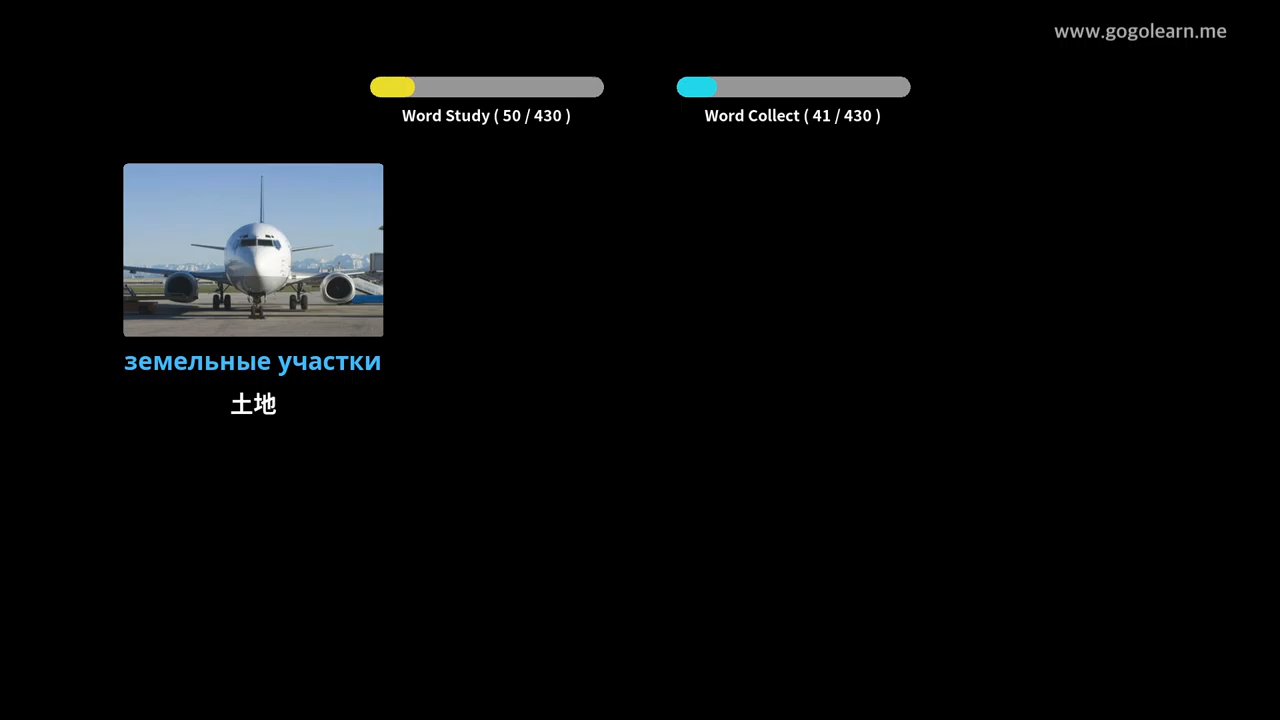 www.gogolearn.me
Word Study ( 50 / 430 )
Word Collect ( 41 / 430 )
земельные участки
土地